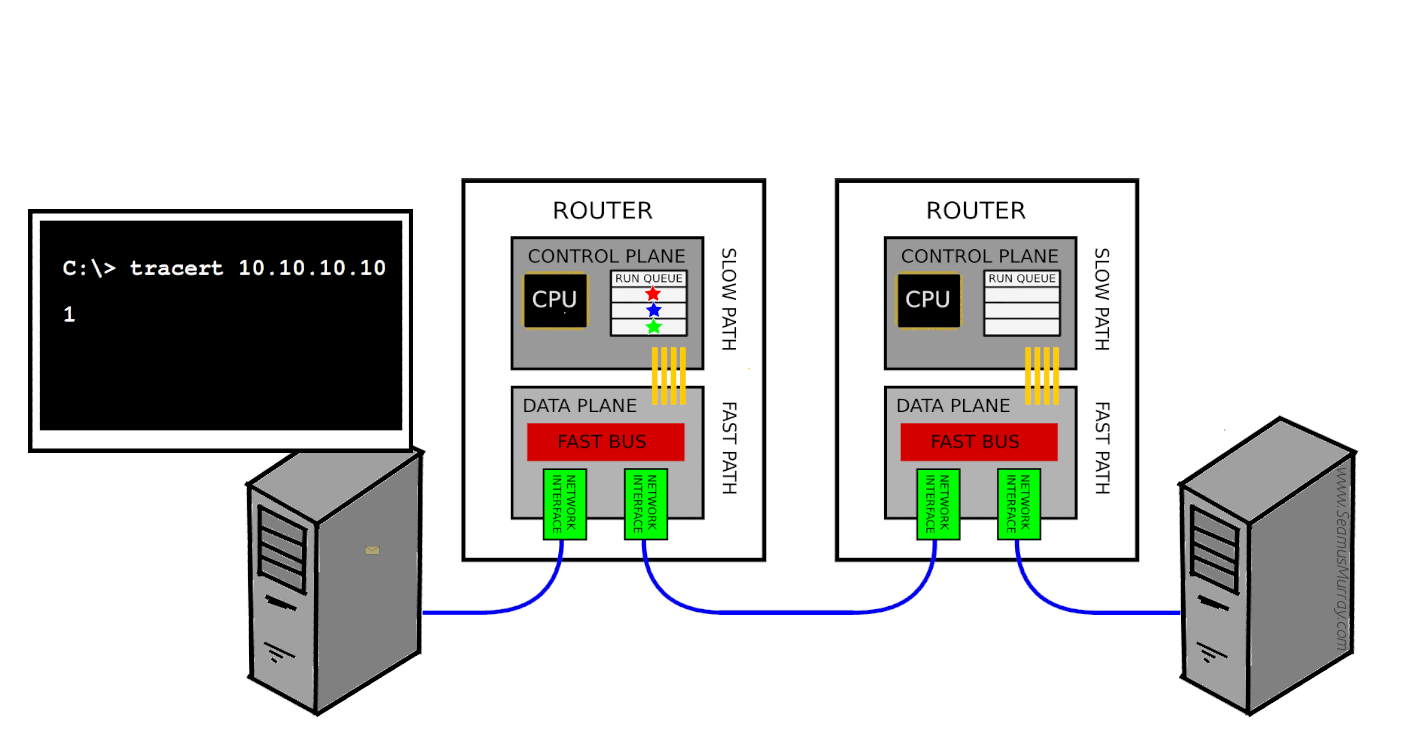 C:\> tracert 10.10.10.10
1
ROUTER
CONTROL PLANE
CPU
RUN QUEUE
SLOW PATH
DATA PLANE
FAST BUS
NETWORK
INTERFACE
NETWORK
INTERFACE
FAST PATH
ROUTER
CONTROL PLANE
CPU
RUN QUEUE
SLOW PATH
DATA PLANE
FAST BUS
NETWORK
INTERFACE
NETWORK
INTERFACE
FAST PATH
www.SeamusMurray.com